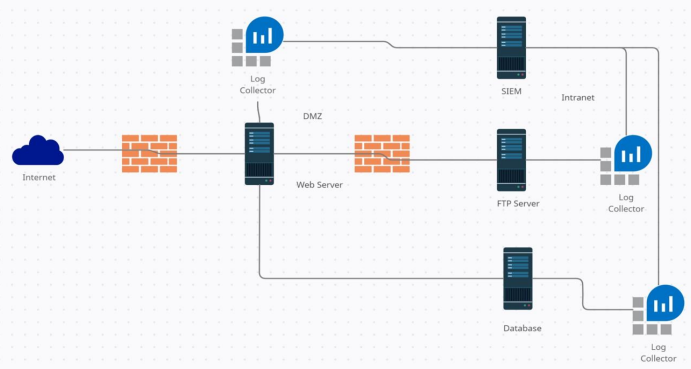 Log
Collector
SIEM
Intranet
DMZ
Internet
Web Server
FTP Server
Log
Collector
Database
Log
Collector